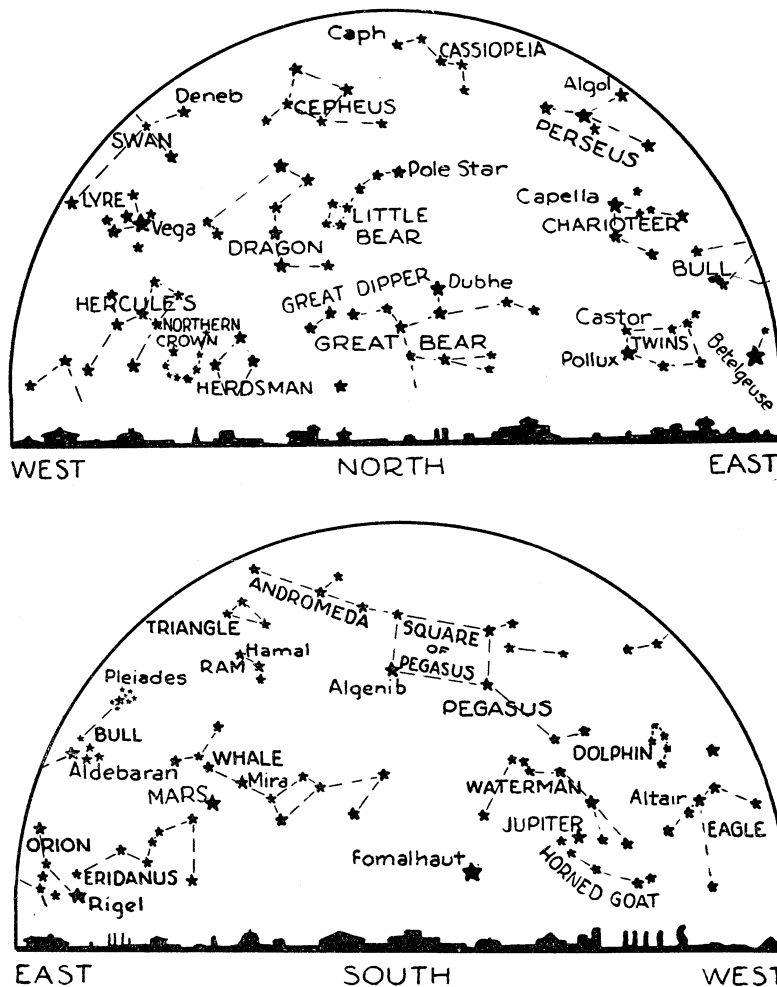 Caph
CASSIOPEIA
Deneb
CEPHEUS
Algol
SWAN
PERSEUS
Pole Star
LYRE
Capella
Vega
LITTLE
BEAR
CHARIOTEER
DRAGON
BULL
GREAT DIPPER
Dubhe
HERCULES
NORTHERN
CROWN
GREAT BEAR
Castor
TWINS
Pollux
Betelgeuse
HERDSMAN
WEST NORTH EAST
ANDROMEDA
TRIANGLE
SQUARE
OF
PEGASUS
Hamal
RAM
Algenib
Pleiades
PEGASUS
BULL
DOLPHIN
Aldebaran
WHALE
Mira
WATERMAN
MARS
Altair
JUPITER
EAGLE
ORION
Fomalhaut
HORNED GOAT
ERIDANUS
Rigel
EAST SOUTH WEST